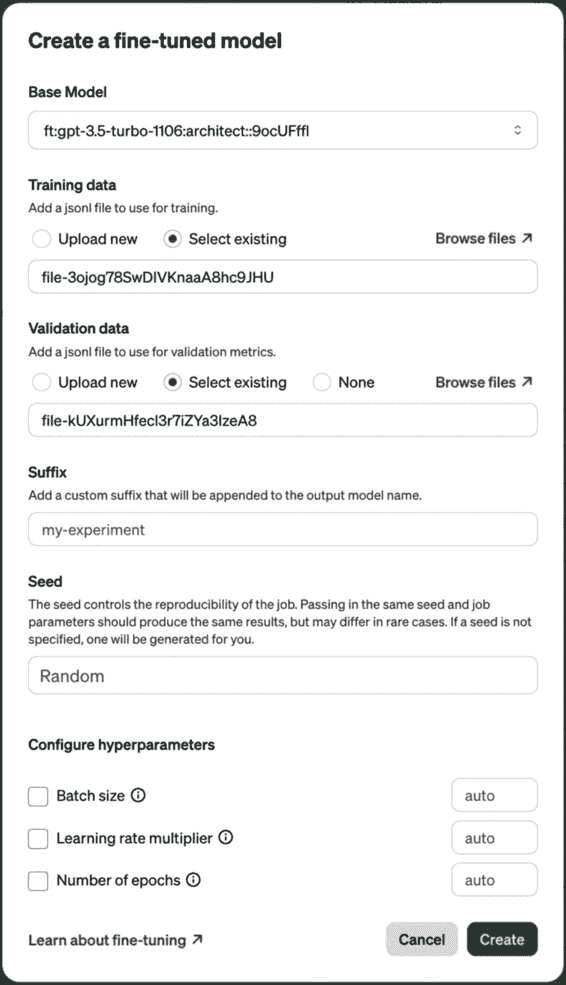 Create a fine-tuned model
Base Model
ft:gpt-3.5-turbo-1106:architect::9ocUFffl
Training data
Add a jsonl file to use for training.
Upload new Select existing Browse files ↗
file-3ojog78SwDlVKnaaA8hc9JHU
Validation data
Add a jsonl file to use for validation metrics.
Upload new Select existing None Browse files ↗
file-kUXurmHfecl3r7iZYa3lzeA8
Suffix
Add a custom suffix that will be appended to the output model name.
my-experiment
Seed
The seed controls the reproducibility of the job. Passing in the same seed and job
parameters should produce the same results, but may differ in rare cases. If a seed is not
specified, one will be generated for you.
Random
Configure hyperparameters
Batch size auto
Learning rate multiplier auto
Number of epochs auto
Learn about fine-tuning ↗ Cancel Create